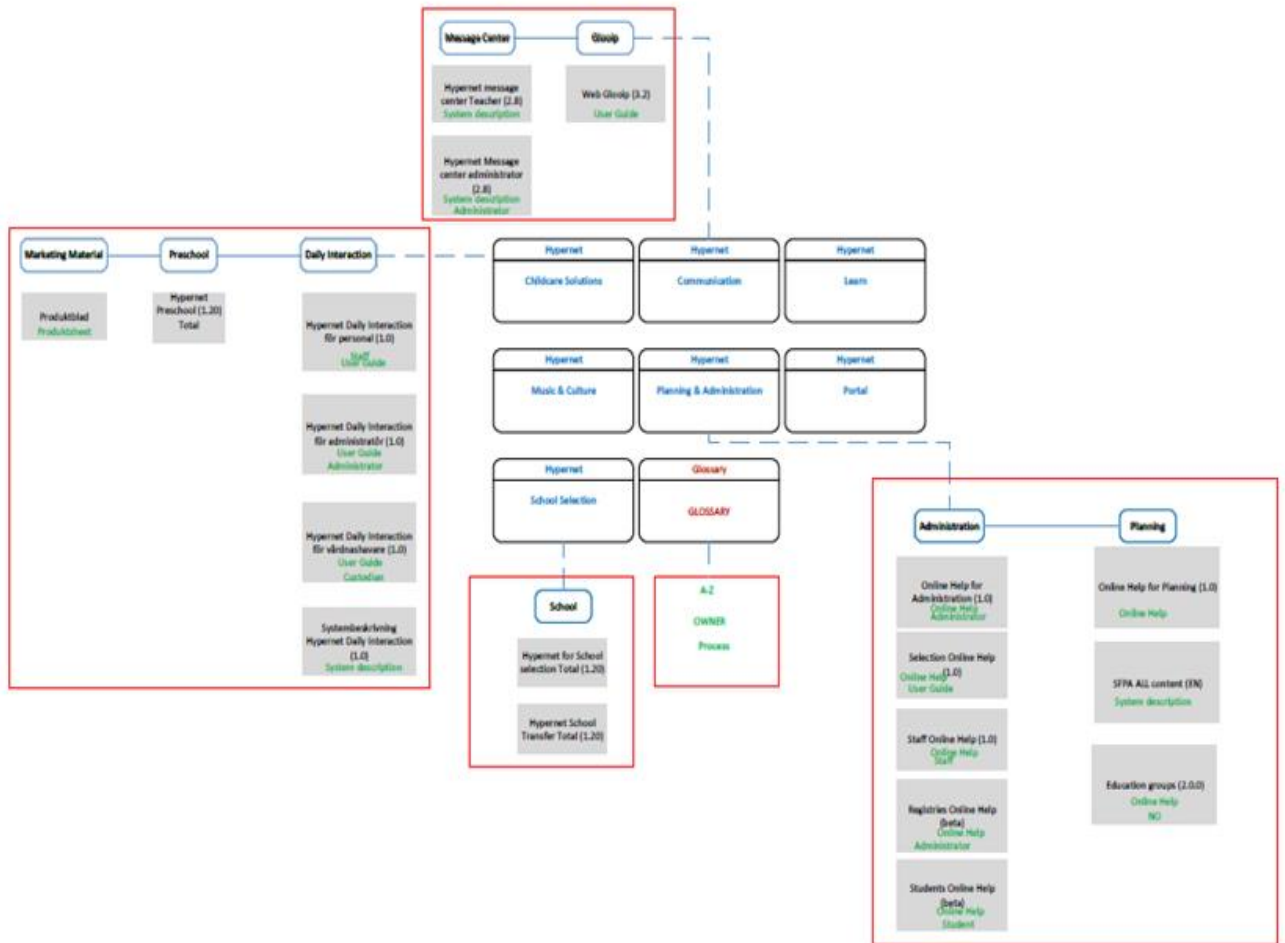 Message Center
Glooip
Hypernet message
center Teacher (2.8)
System description
Web Glooip (3.2)
User Guide
Hypernet Message
center administrator
(2.8)
System description
Administrator
Marketing Material
Preschool
Daily Interaction
Produktblad
Produktsheet
Hypernet
Preschool (1.20)
Total
Hypernet Daily Interaction
för personal (1.0)
Staff
User Guide
Hypernet Daily Interaction
för administratör (1.0)
User Guide
Administrator
Hypernet Daily Interaction
för vårdnashavare (1.0)
User Guide
Custodian
Systembeskrivning
Hypernet Daily Interaction
(1.0)
System description
Hypernet
Childcare Solutions
Hypernet
Communication
Hypernet
Learn
Hypernet
Music & Culture
Hypernet
Planning & Administration
Hypernet
Portal
Hypernet
School Selection
Glossary
GLOSSARY
School
Hypernet for School
selection Total (1.20)
Hypernet School
Transfer Total (1.20)
A-Z
OWNER
Process
Administration
Planning
Online Help for
Administration (1.0)
Online Help
Administrator
Selection Online Help
(1.0)
Online Help
User Guide
Staff Online Help (1.0)
Online Help
Staff
Registries Online Help
(beta)
Online Help
Administrator
Students Online Help
(beta)
Online Help
Student
Online Help for Planning (1.0)
Online Help
SFPA ALL content (EN)
System description
Education groups (2.0.0)
Online Help
NO